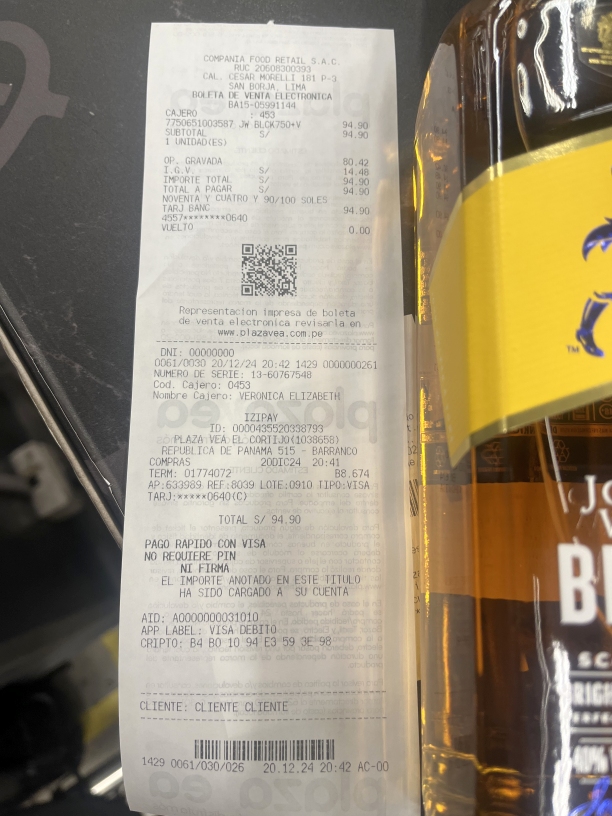 COMPANIA FOOD RETAIL S.A.C.
RUC 20608300393
CAL. CESAR MORELLI 181 P-3
SAN BORJA, LIMA
BOLETA DE VENTA ELECTRONICA
BA15-05991144
CAJERO : 453
7750651003587 JW BLCK750+V 94.90
SUBTOTAL S/ 94.90
1 UNIDAD(ES)
OP. GRAVADA 80.42
I.G.V. S/ 14.48
IMPORTE TOTAL S/ 94.90
TOTAL A PAGAR S/ 94.90
NOVENTA Y CUATRO Y 90/100 SOLES
TARJ BANC 94.90
4557********0640
VUELTO 0.00
Representacion impresa de boleta
de venta electronica revisarla en
www.plazavea.com.pe
DNI: 00000000
0061/0030 20/12/24 20:42 1429 0000000261
NUMERO DE SERIE: 13-60767548
Cod. Cajero: 0453
Nombre Cajero: VERONICA ELIZABETH
IZIPAY
ID: 0000435520338793
PLAZA VEA EL CORTIJO(1038658)
REPUBLICA DE PANAMA 515 - BARRANCO
COMPRAS 20DIC24 20:41
TERM: 01774072 B8.674
AP:633989 REF:8039 LOTE:0910 TIPO:VISA
TARJ:*****0640(C)
TOTAL S/ 94.90
PAGO RAPIDO CON VISA
NO REQUIERE PIN
NI FIRMA
EL IMPORTE ANOTADO EN ESTE TITULO
HA SIDO CARGADO A SU CUENTA
AID: A0000000031010
APP LABEL: VISA DEBITO
CRIPTO: B4 B0 10 94 E3 59 3E 98
CLIENTE: CLIENTE CLIENTE
1429 0061/030/026 20.12.24 20:42 AC-00
TM
JO
B
SC
40%